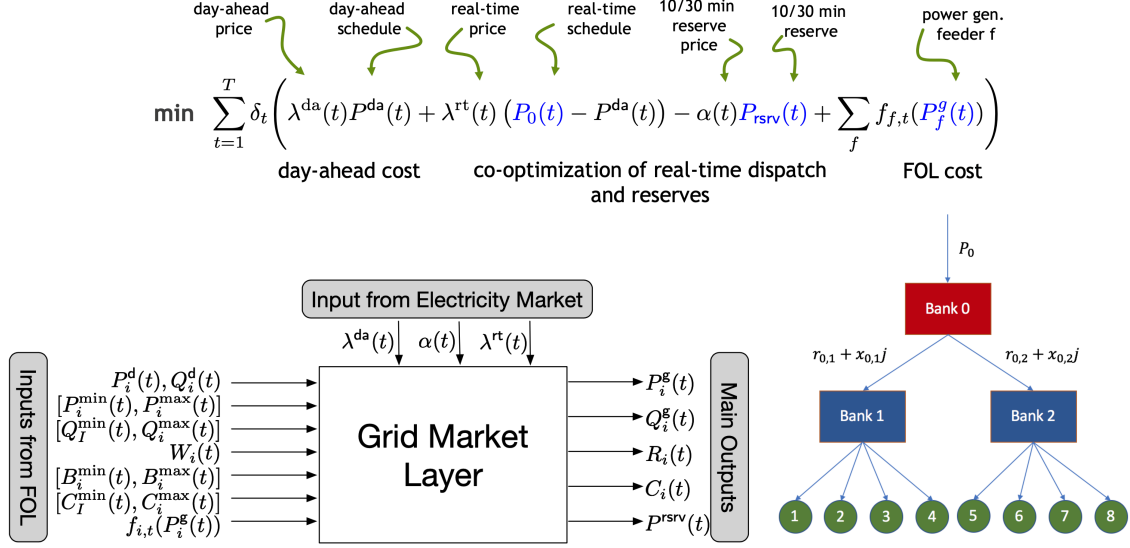 day-ahead price
day-ahead schedule
real-time price
real-time schedule
10/30 min reserve price
10/30 min reserve
power gen. feeder f
min \sum_{t=1}^{T} δ_t ( λ^{da}(t)P^{da}(t) + λ^{rt}(t) (P_0(t) − P^{da}(t)) − α(t)P_{rsrv}(t) + \sum_f f_{f,t}(P_f^g(t)) )
day-ahead cost
co-optimization of real-time dispatch
and reserves
FOL cost
Input from Electricity Market
λ^{da}(t)
α(t)
λ^{rt}(t)
Inputs from FOL
P_i^d(t), Q_i^d(t)
[P_i^{min}(t), P_i^{max}(t)]
[Q_I^{min}(t), Q_i^{max}(t)]
W_i(t)
[B_i^{min}(t), B_i^{max}(t)]
[C_I^{min}(t), C_i^{max}(t)]
f_{i,t}(P_i^g(t))
Grid Market
Layer
P_i^g(t)
Q_i^g(t)
R_i(t)
C_i(t)
P^{rsrv}(t)
Main Outputs
P_0
Bank 0
r_{0,1} + x_{0,1}j
r_{0,2} + x_{0,2}j
Bank 1
Bank 2
1
2
3
4
5
6
7
8